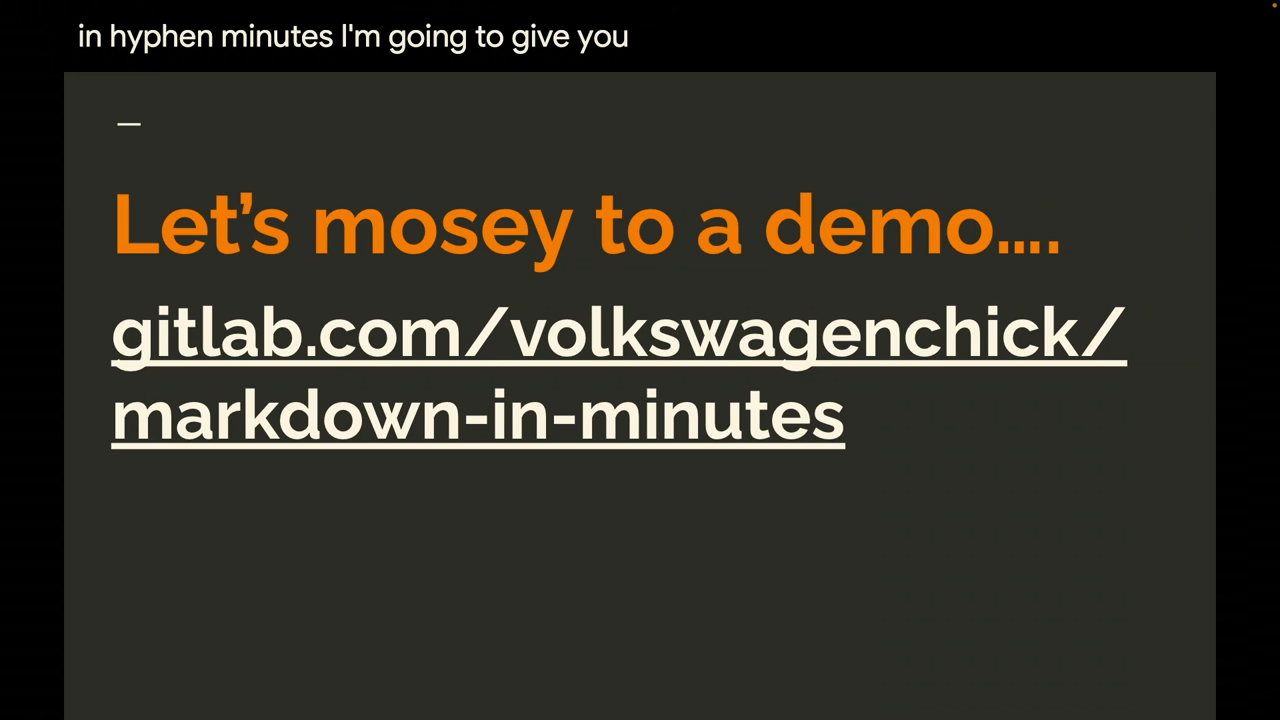 in hyphen minutes I'm going to give you
Let’s mosey to a demo....
gitlab.com/volkswagenchick/
markdown-in-minutes